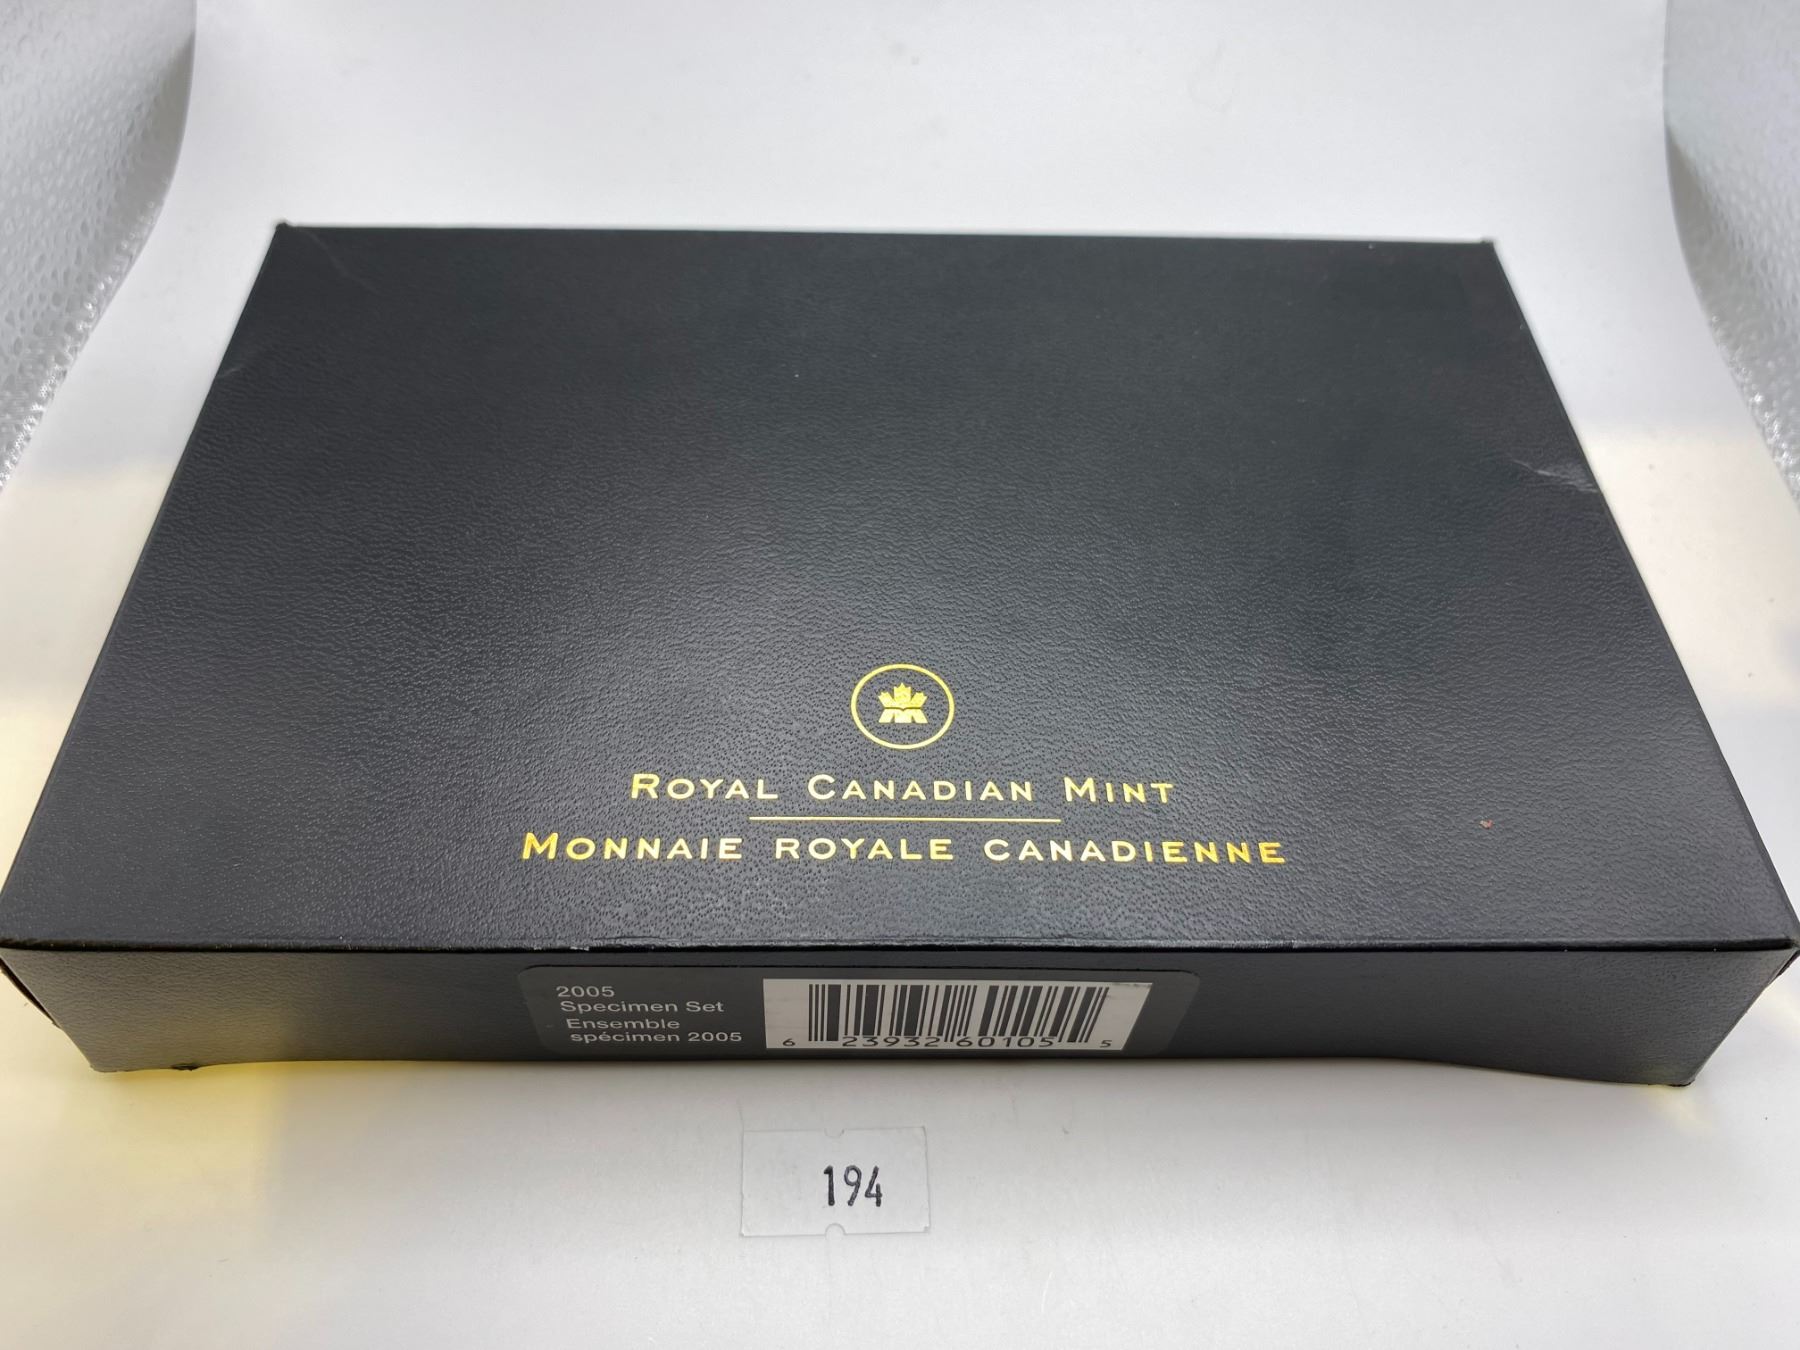 ROYAL CANADIAN MINT
MONNAIE ROYALE CANADIENNE
2005
Specimen Set
Ensemble
spécimen 2005
6 23932 60105 5
194